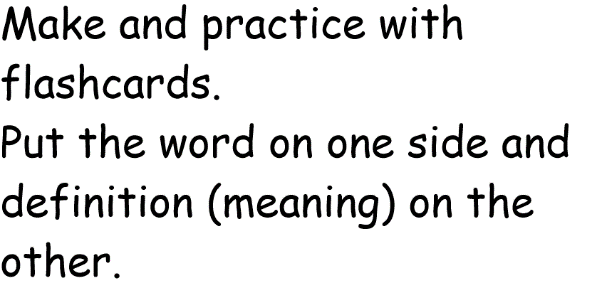 Make and practice with
flashcards.
Put the word on one side and
definition (meaning) on the
other.